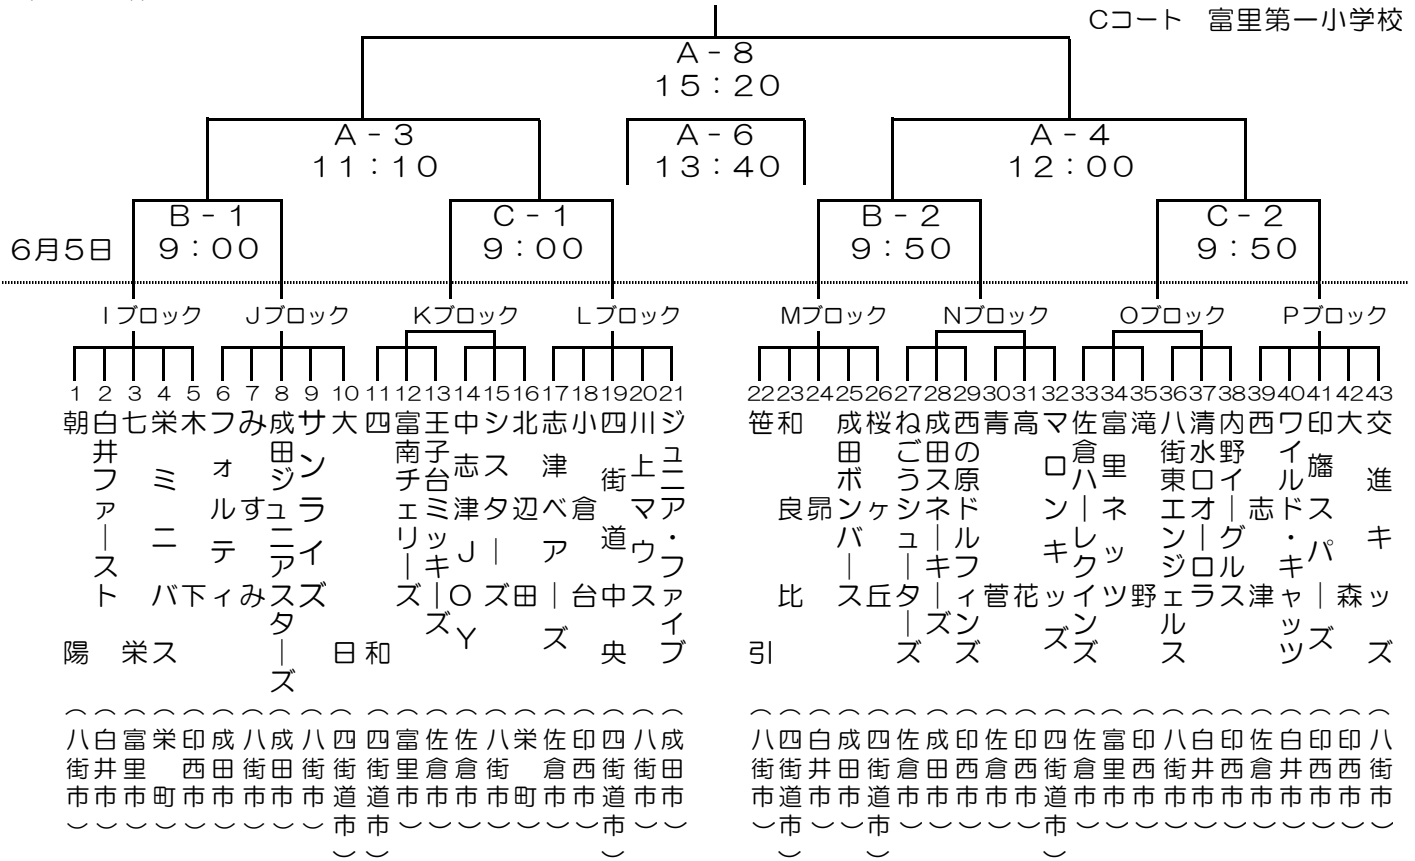 Cコート 富里第一小学校
A-8
15:20
A-3
11:10
A-6
13:40
A-4
12:00
B-1
9:00
C-1
9:00
B-2
9:50
C-2
9:50
6月5日
Iブロック
Jブロック
Kブロック
Lブロック
Mブロック
Nブロック
Oブロック
Pブロック
1 朝陽 (八街市)
2 白井ファースト (白井市)
3 七栄 (富里市)
4 栄ミニバス (栄町)
5 木下 (印西市)
6 フォルティ (成田市)
7 みすみ (八街市)
8 成田ジュニアスターズ (成田市)
9 サンライズ (八街市)
10 大日 (四街道市)
11 四和 (四街道市)
12 富南チェリーズ (富里市)
13 王子台ミッキーズ (佐倉市)
14 中志津JOY (佐倉市)
15 シスターズ (八街市)
16 北辺田 (栄町)
17 志津ベアーズ (佐倉市)
18 小倉台 (印西市)
19 四街道中央 (四街道市)
20 川上マウス (八街市)
21 ジュニア・ファイブ (成田市)
22 笹引 (八街市)
23 和良比 (四街道市)
24 昴 (白井市)
25 成田ボンバース (成田市)
26 桜ヶ丘 (四街道市)
27 ねごうシューターズ (佐倉市)
28 成田スネーキーズ (成田市)
29 西の原ドルフィンズ (印西市)
30 青菅 (佐倉市)
31 高花 (印西市)
32 マロンキッズ (四街道市)
33 佐倉ハーレクインズ (佐倉市)
34 富里ネッツ (富里市)
35 滝野 (印西市)
36 八街東エンジェルス (八街市)
37 清水口オーロラ (白井市)
38 内野イーグルス (印西市)
39 西志津 (佐倉市)
40 ワイルド・キャッツ (白井市)
41 印旛スパーズ (印西市)
42 大森 (印西市)
43 交進キッズ (八街市)